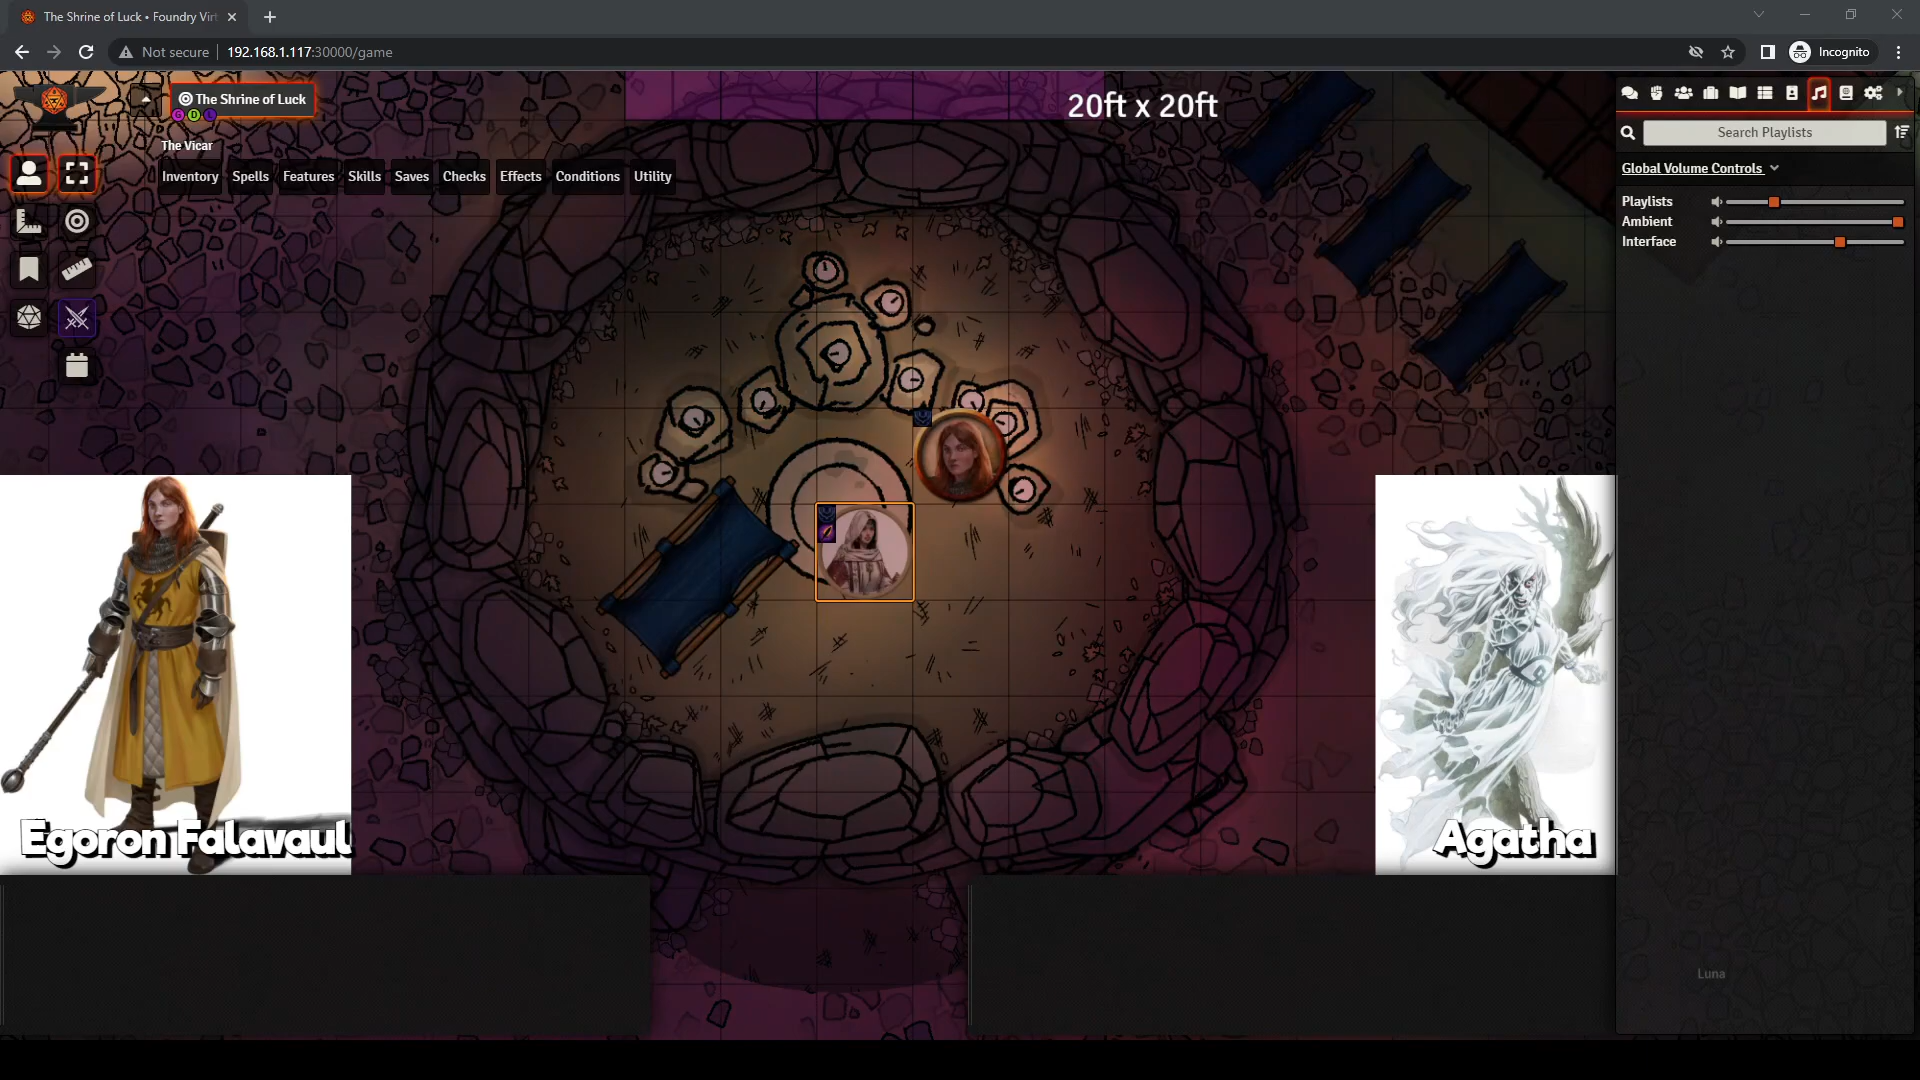 The Shrine of Luck • Foundry Virt
Not secure
192.168.1.117:30000/game
Incognito
The Shrine of Luck
G D L
20ft x 20ft
The Vicar
Inventory Spells Features Skills Saves Checks Effects Conditions Utility
Search Playlists
Global Volume Controls
Playlists
Ambient
Interface
Egoron Falavaul
Agatha
Luna